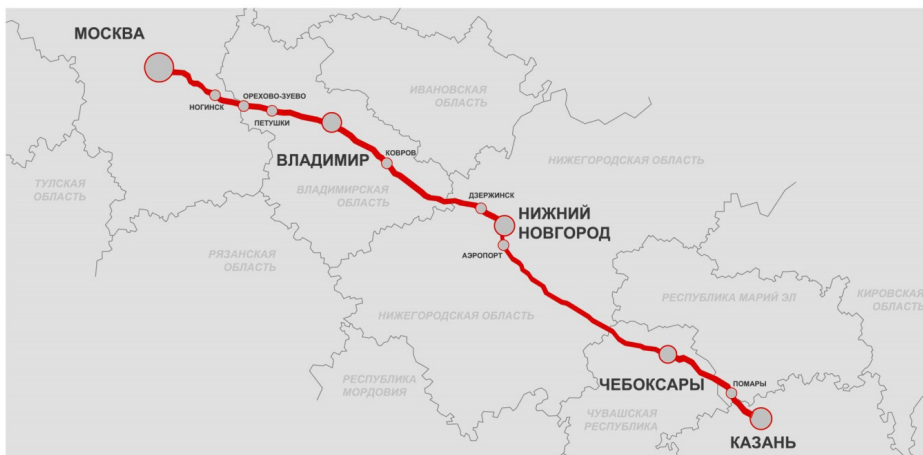 МОСКВА
НОГИНСК
ОРЕХОВО-ЗУЕВО
ПЕТУШКИ
ИВАНОВСКАЯ
ОБЛАСТЬ
ВЛАДИМИР
КОВРОВ
НИЖЕГОРОДСКАЯ ОБЛАСТЬ
ТУЛСКАЯ
ОБЛАСТЬ
ВЛАДИМИРСКАЯ
ОБЛАСТЬ
ДЗЕРЖИНСК
НИЖНИЙ
НОВГОРОД
АЭРОПОРТ
РЯЗАНСКАЯ
ОБЛАСТЬ
РЕСПУБЛИКА МАРИЙ ЭЛ
КИРОВСКАЯ
ОБЛАСТЬ
НИЖЕГОРОДСКАЯ ОБЛАСТЬ
РЕСПУБЛИКА
МОРДОВИЯ
ЧЕБОКСАРЫ
ПОМАРЫ
ЧУВАШСКАЯ
РЕСПУБЛИКА
КАЗАНЬ